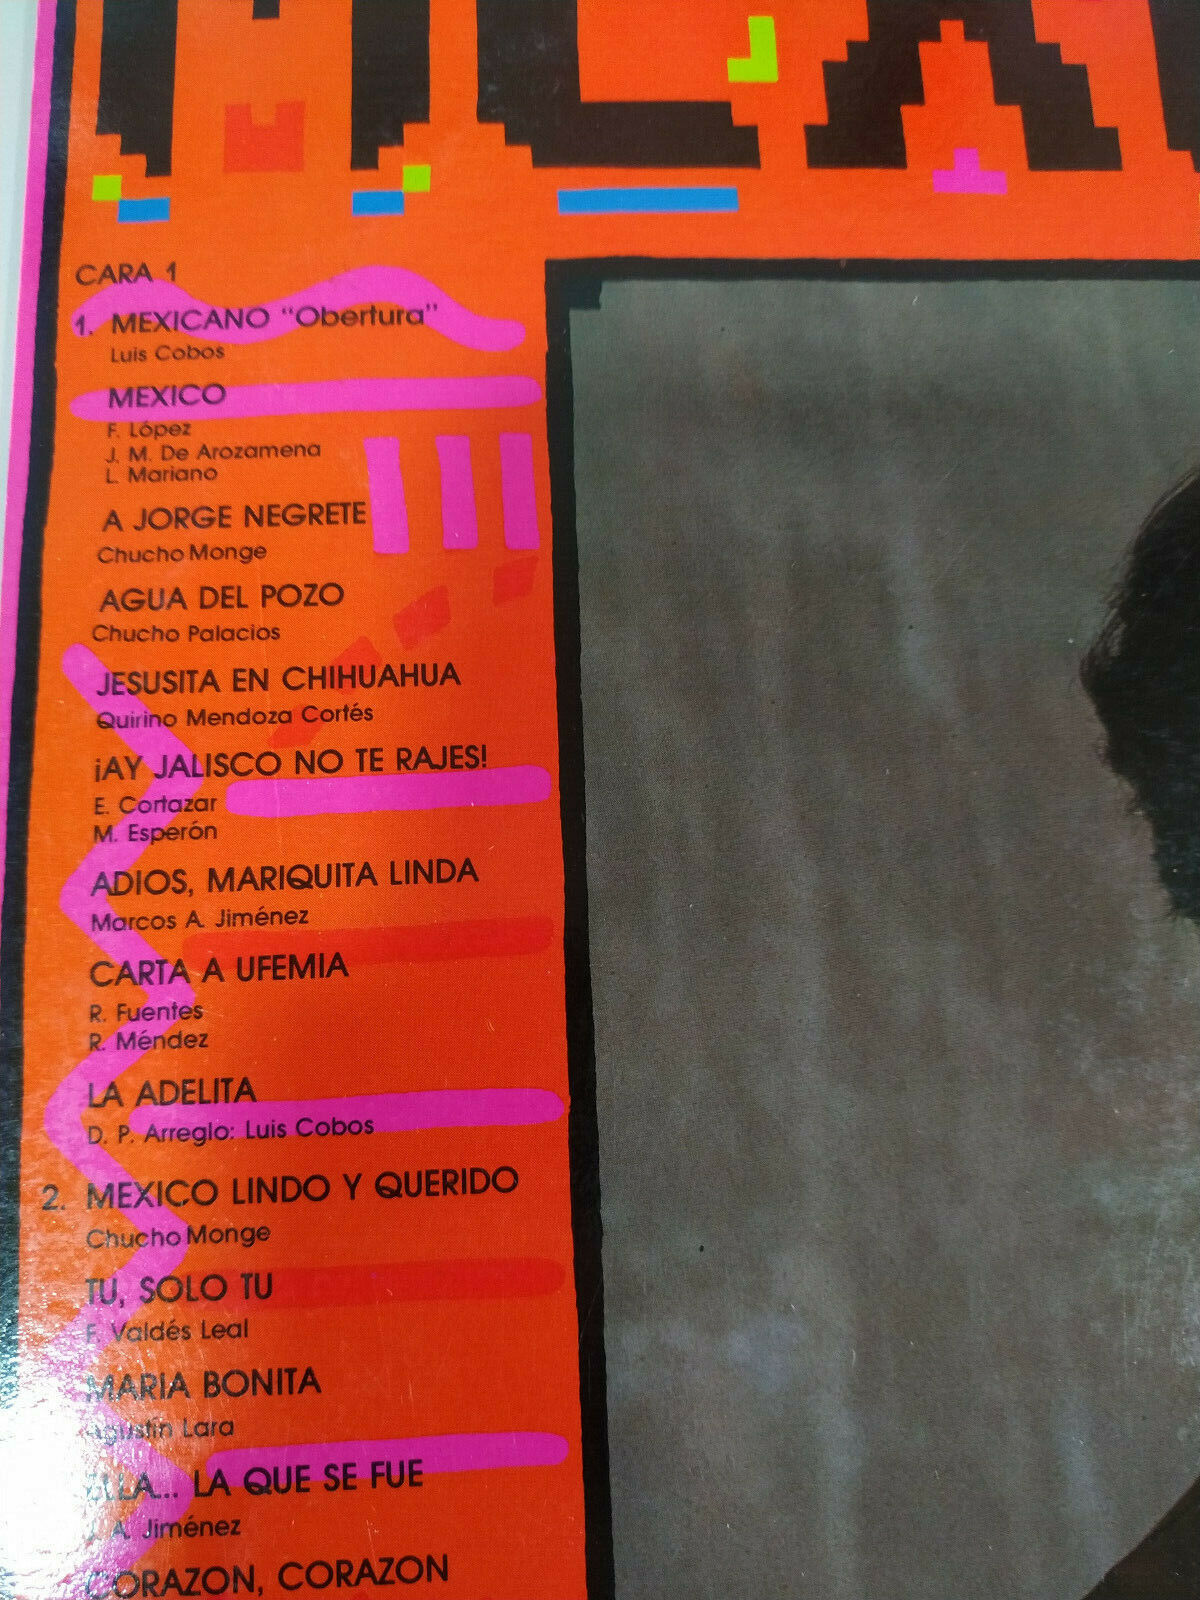 CARA 1
1. MEXICANO "Obertura"
Luis Cobos
MEXICO
F. López
J. M. De Arozamena
L. Mariano
A JORGE NEGRETE
Chucho Monge
AGUA DEL POZO
Chucho Palacios
JESUSITA EN CHIHUAHUA
Quirino Mendoza Cortés
¡AY JALISCO NO TE RAJES!
E. Cortazar
M. Esperón
ADIOS, MARIQUITA LINDA
Marcos A. Jiménez
CARTA A UFEMIA
R. Fuentes
R. Méndez
LA ADELITA
D. P. Arreglo: Luis Cobos
2. MEXICO LINDO Y QUERIDO
Chucho Monge
TU, SOLO TU
F. Valdés Leal
MARIA BONITA
Agustín Lara
ELLA... LA QUE SE FUE
J. A. Jiménez
CORAZON, CORAZON